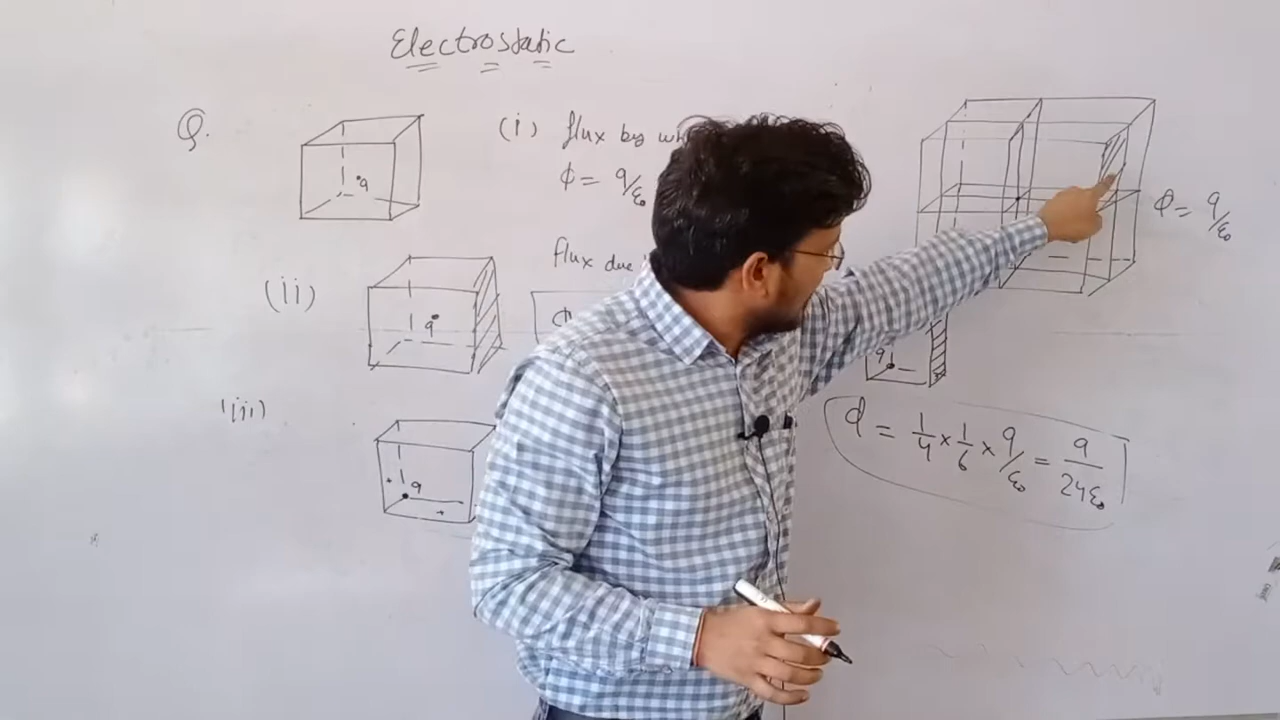 Electrostatic
Q.
(i) flux by
q
ϕ = q/ε₀
ϕ = q/ε₀
flux due
(ii)
q
ϕ
q
(iii)
q
ϕ = 1/4 × 1/6 × q/ε₀ = q/24ε₀